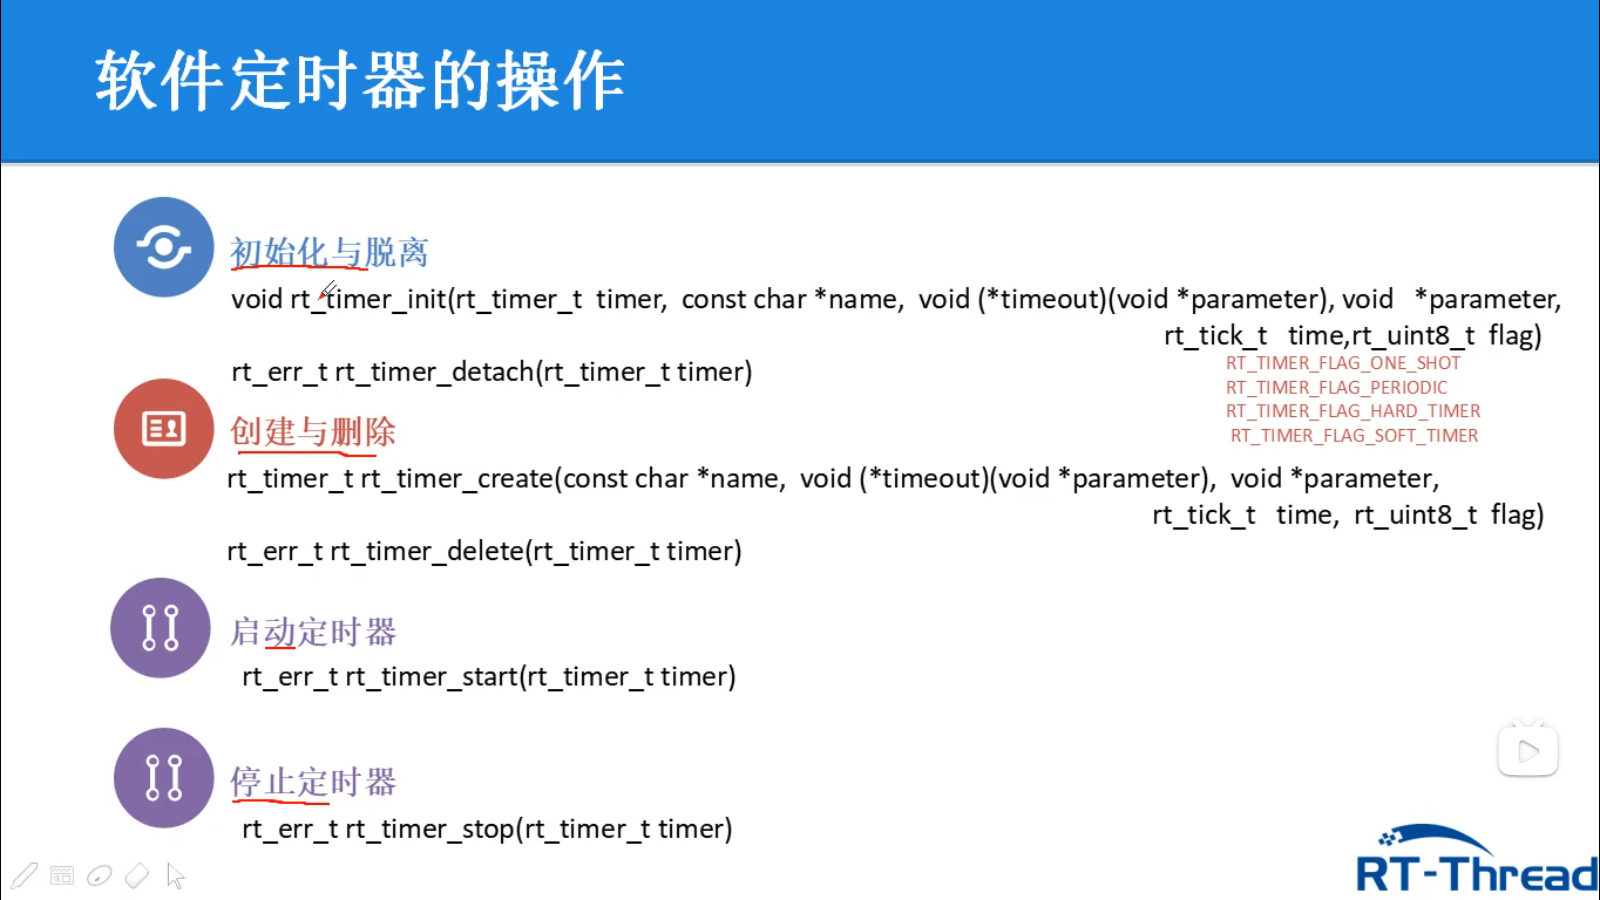 软件定时器的操作
初始化与脱离
void rt_timer_init(rt_timer_t timer, const char *name, void (*timeout)(void *parameter), void *parameter,
rt_tick_t time,rt_uint8_t flag)
RT_TIMER_FLAG_ONE_SHOT
RT_TIMER_FLAG_PERIODIC
RT_TIMER_FLAG_HARD_TIMER
RT_TIMER_FLAG_SOFT_TIMER
rt_err_t rt_timer_detach(rt_timer_t timer)
创建与删除
rt_timer_t rt_timer_create(const char *name, void (*timeout)(void *parameter), void *parameter,
rt_tick_t time, rt_uint8_t flag)
rt_err_t rt_timer_delete(rt_timer_t timer)
启动定时器
rt_err_t rt_timer_start(rt_timer_t timer)
停止定时器
rt_err_t rt_timer_stop(rt_timer_t timer)
RT-Thread